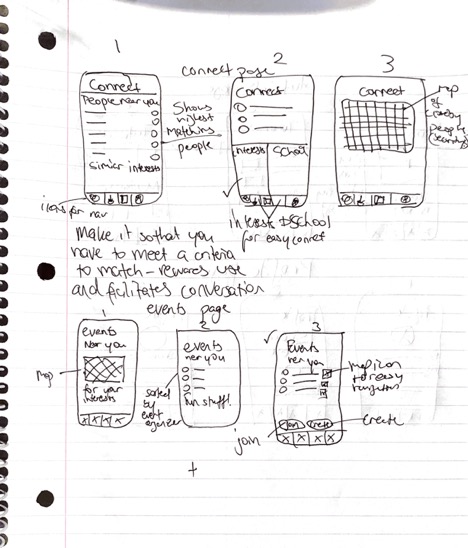 1
2
3
connect page
Connect
People near you
similar interests
Shows
highest
Matching
people
icons for nav
Connect
interests
School
interests + School
for easy connect
Connect
map
of
nearby
people
make it so that you
have to meet a criteria
to match - rewards use
and facilitates conversation
events page
1
2
3
events
Near you
for your
interests
map
events
near you
fun stuff!
sorted
by
event
organizer
Events
near you
map icon
for easy
join
Join
Create
create
+